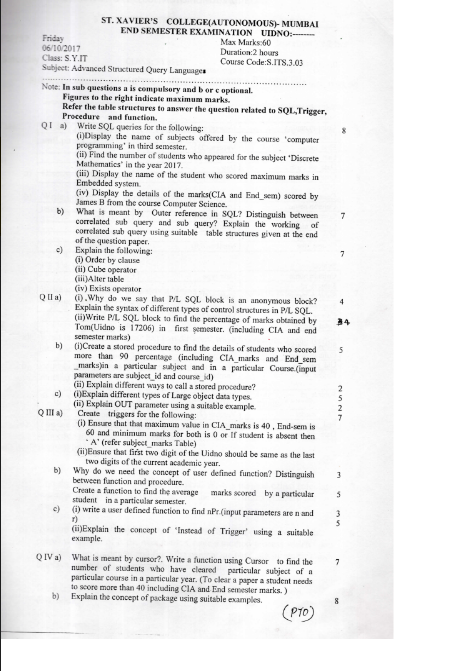 ST. XAVIER'S COLLEGE(AUTONOMOUS)- MUMBAI
END SEMESTER EXAMINATION UIDNO:--------
Friday Max Marks:60
06/10/2017 Duration:2 hours
Class: S.Y.IT Course Code:S.ITS,3.03
Subject: Advanced Structured Query Language
Note: In sub questions a is compulsory and b or c optional.
Figures to the right indicate maximum marks.
Refer the table structures to answer the question related to SQL,Trigger,
Procedure and function.
Q I a) Write SQL queries for the following: 8
(i)Display the name of subjects offered by the course 'computer
programming' in third semester.
(ii) Find the number of students who appeared for the subject 'Discrete
Mathematics' in the year 2017.
(iii) Display the name of the student who scored maximum marks in
Embedded system.
(iv) Display the details of the marks(CIA and End_sem) scored by
James B from the course Computer Science.
b) What is meant by Outer reference in SQL? Distinguish between 7
correlated sub query and sub query? Explain the working of
correlated sub query using suitable table structures given at the end
of the question paper.
c) Explain the following: 7
(i) Order by clause
(ii) Cube operator
(iii)Alter table
(iv) Exists operator
Q II a) (i) .Why do we say that P/L SQL block is an anonymous block? 4
Explain the syntax of different types of control structures in P/L SQL.
(ii)Write P/L SQL block to find the percentage of marks obtained by 4
Tom(Uidno is 17206) in first semester. (including CIA and end
semester marks)
b) (i)Create a stored procedure to find the details of students who scored 5
more than 90 percentage (including CIA_marks and End_sem
_marks)in a particular subject and in a particular Course.(input
parameters are subject_id and course_id)
(ii) Explain different ways to call a stored procedure? 2
c) (i)Explain different types of Large object data types. 5
(ii) Explain OUT parameter using a suitable example. 2
Q III a) Create triggers for the following: 7
(i) Ensure that that maximum value in CIA_marks is 40 , End-sem is
60 and minimum marks for both is 0 or If student is absent then
' A' (refer subject_marks Table)
(ii)Ensure that first two digit of the Uidno should be same as the last
two digits of the current academic year.
b) Why do we need the concept of user defined function? Distinguish 3
between function and procedure.
Create a function to find the average marks scored by a particular 5
student in a particular semester.
c) (i) write a user defined function to find nPr.(input parameters are n and 3
r) 5
(ii)Explain the concept of 'Instead of Trigger' using a suitable
example.
Q IV a) What is meant by cursor?. Write a function using Cursor to find the 7
number of students who have cleared particular subject of a
particular course in a particular year. (To clear a paper a student needs
to score more than 40 including CIA and End semester marks. )
b) Explain the concept of package using suitable examples. 8
(PTO)